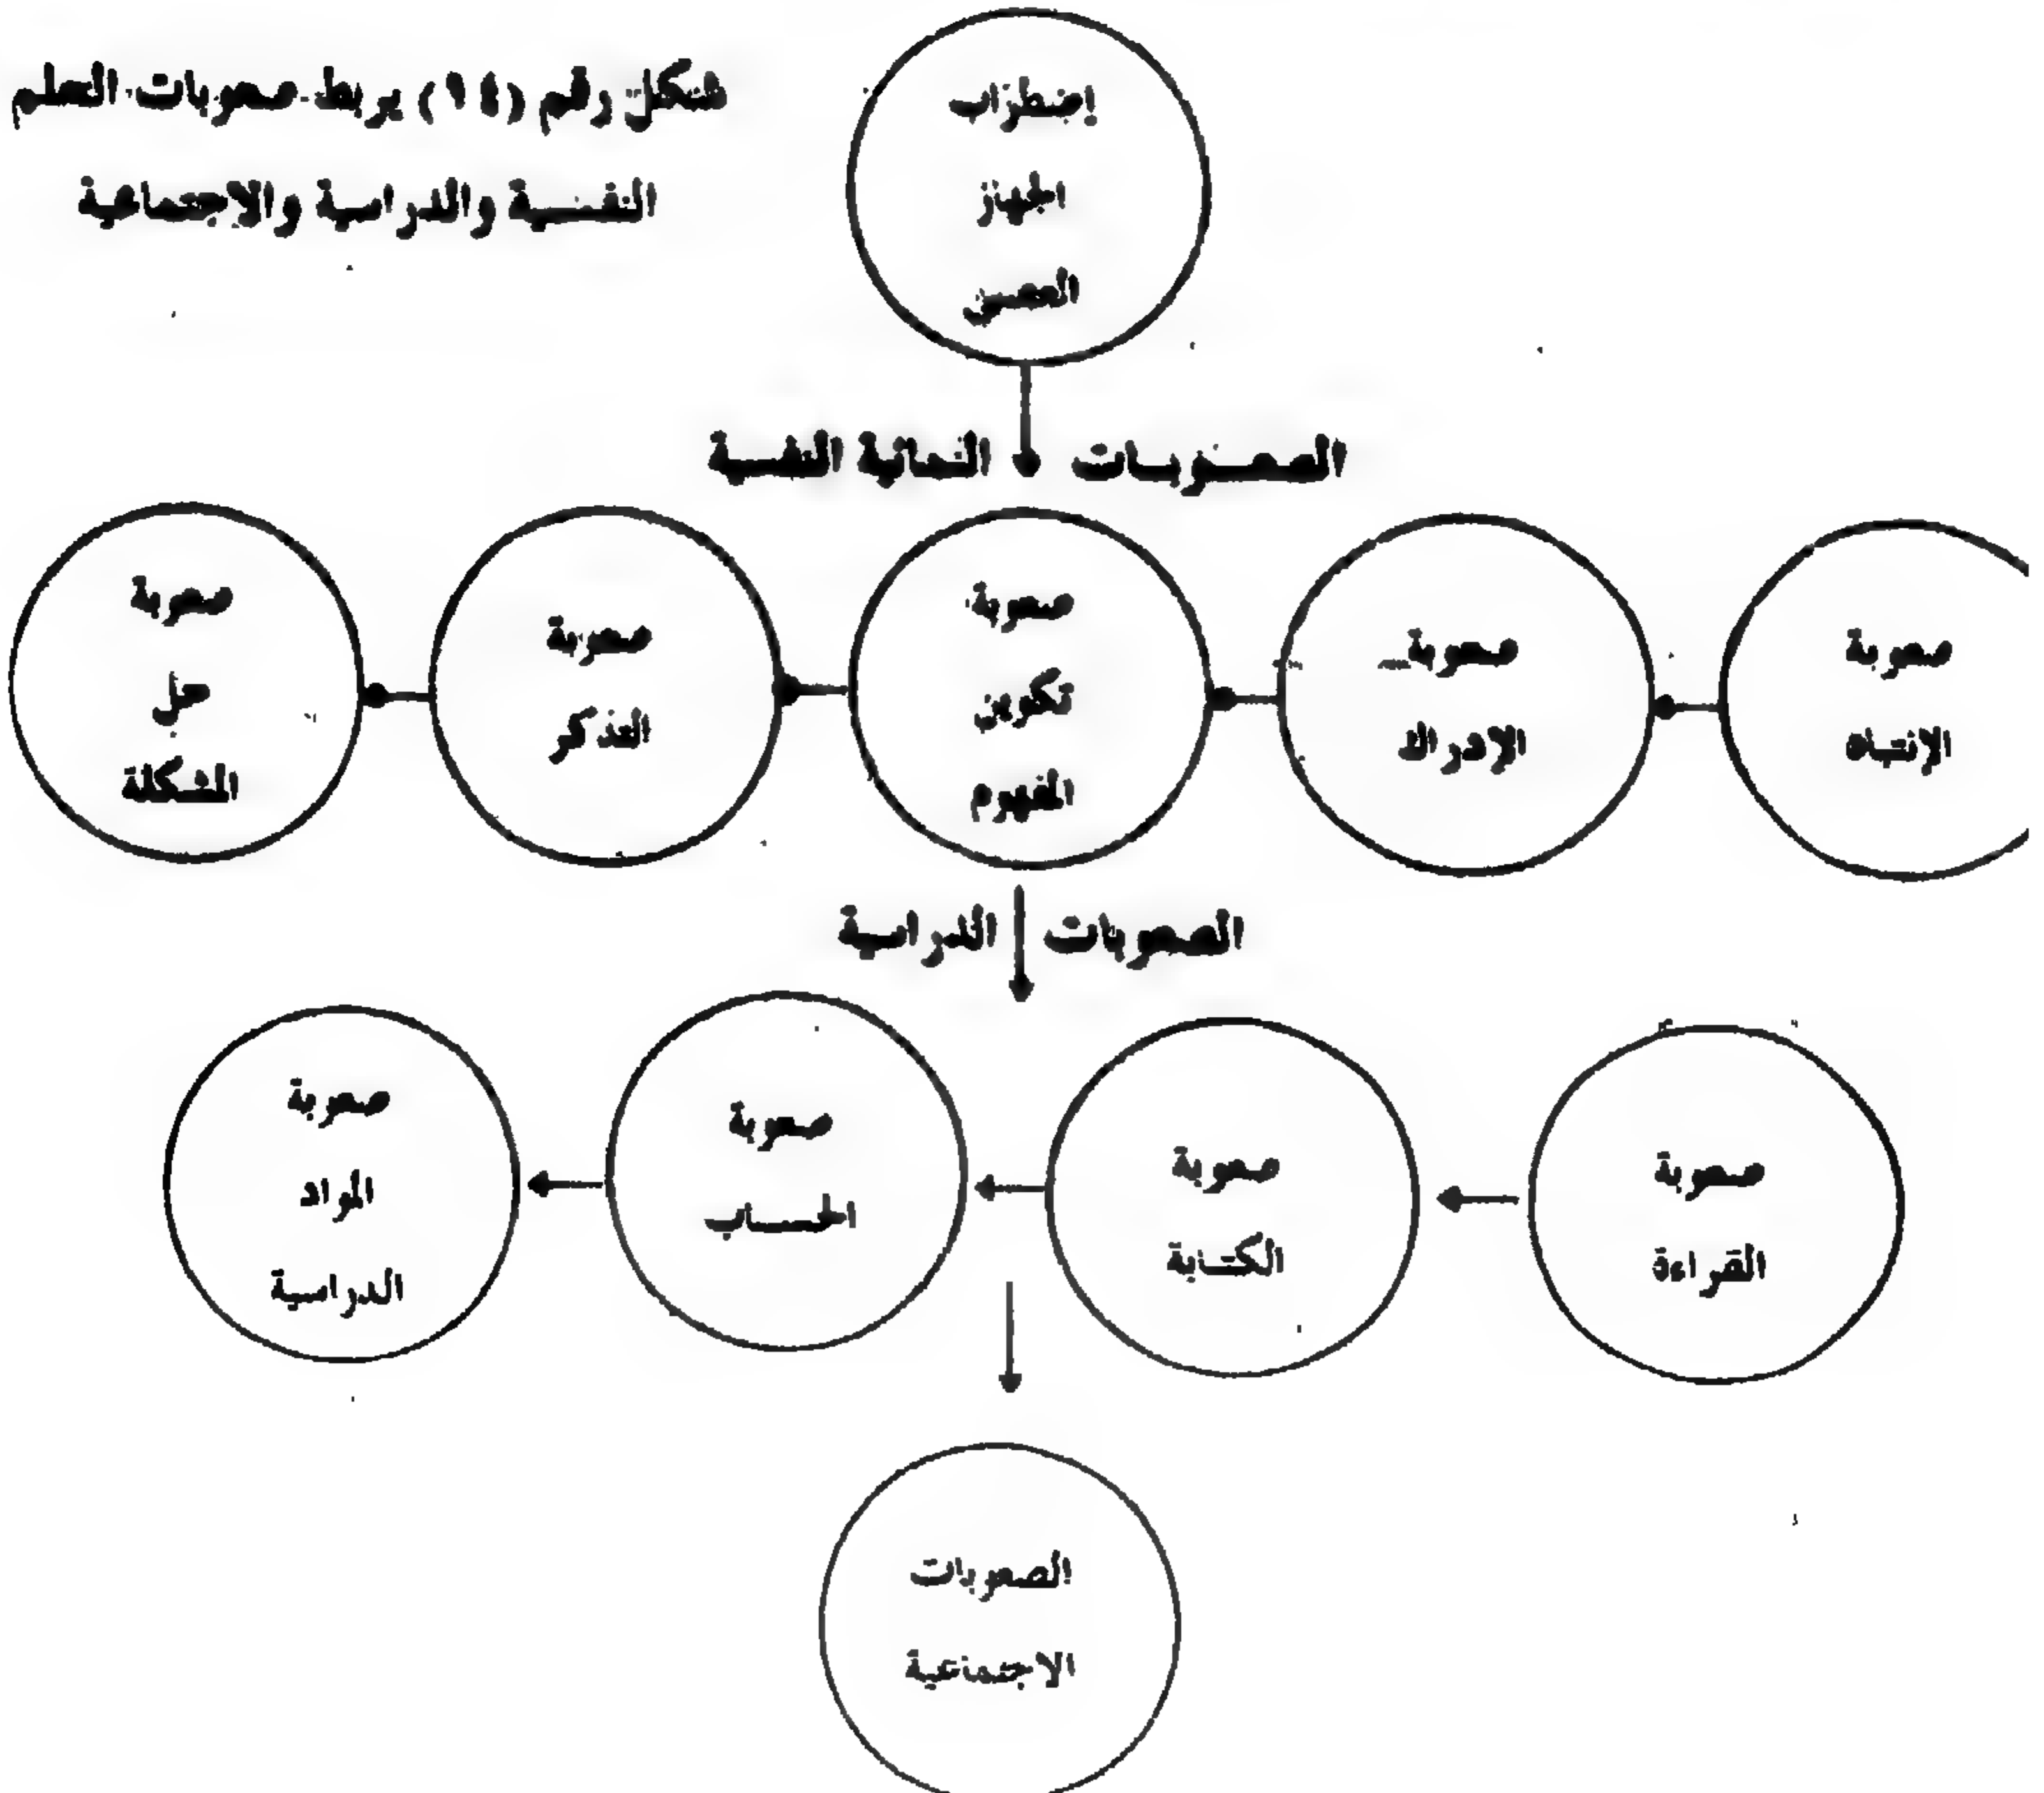 شكل رقم (١٤) يربط صعوبات التعلم
النفسية والدراسية والاجتماعية
إضطراب
الجهاز
العصبي
الصعوبات النمائية النفسية
صعوبة
الإنتباه
صعوبة
الإدراك
صعوبة
تكوين
المفهوم
صعوبة
التذكر
صعوبة
حل
المشكلة
الصعوبات الدراسية
صعوبة
القراءة
صعوبة
الكتابة
صعوبة
الحساب
صعوبة
المواد
الدراسية
الصعوبات
الاجتماعية